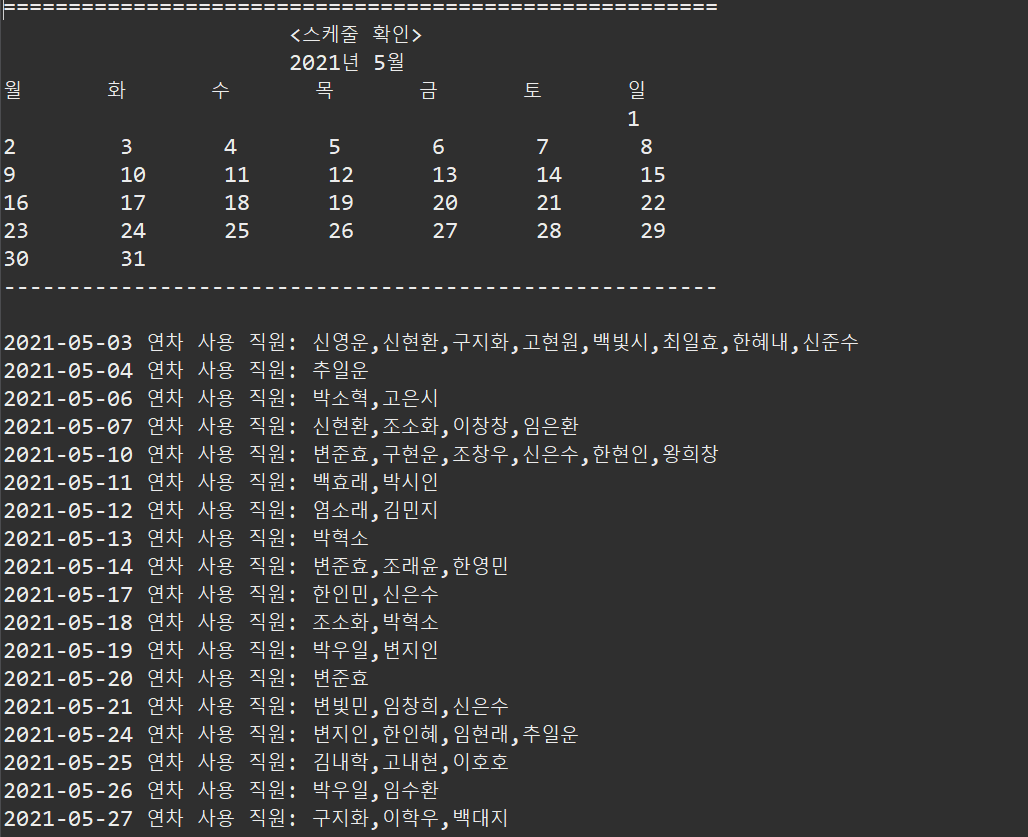 =======================================================
<스케줄 확인>
2021년 5월
월 화 수 목 금 토 일
1
2 3 4 5 6 7 8
9 10 11 12 13 14 15
16 17 18 19 20 21 22
23 24 25 26 27 28 29
30 31
-------------------------------------------------------
2021-05-03 연차 사용 직원: 신영운,신현환,구지화,고현원,백빛시,최일효,한혜내,신준수
2021-05-04 연차 사용 직원: 추일운
2021-05-06 연차 사용 직원: 박소혁,고은시
2021-05-07 연차 사용 직원: 신현환,조소화,이창창,임은환
2021-05-10 연차 사용 직원: 변준효,구현운,조창우,신은수,한현인,왕희창
2021-05-11 연차 사용 직원: 백효래,박시인
2021-05-12 연차 사용 직원: 염소래,김민지
2021-05-13 연차 사용 직원: 박혁소
2021-05-14 연차 사용 직원: 변준효,조래윤,한영민
2021-05-17 연차 사용 직원: 한인민,신은수
2021-05-18 연차 사용 직원: 조소화,박혁소
2021-05-19 연차 사용 직원: 박우일,변지인
2021-05-20 연차 사용 직원: 변준효
2021-05-21 연차 사용 직원: 변빛민,임창희,신은수
2021-05-24 연차 사용 직원: 변지인,한인혜,임현래,추일운
2021-05-25 연차 사용 직원: 김내학,고내현,이호호
2021-05-26 연차 사용 직원: 박우일,임수환
2021-05-27 연차 사용 직원: 구지화,이학우,백대지